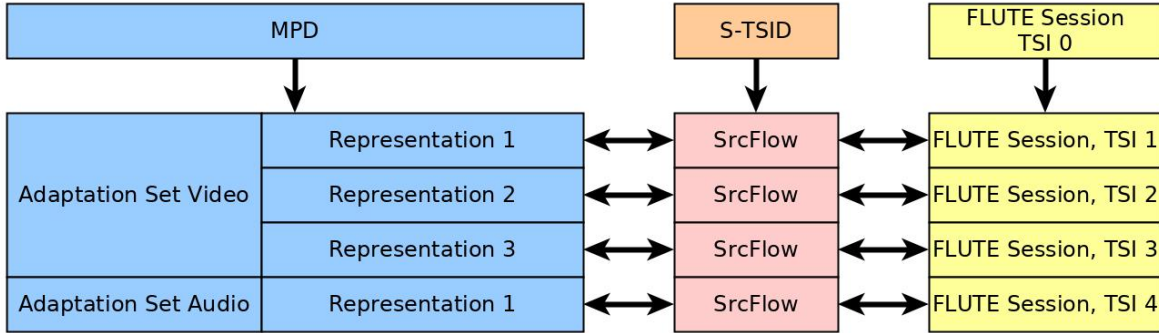 MPD
S-TSID
FLUTE Session
TSI 0
Adaptation Set Video
Representation 1
SrcFlow
FLUTE Session, TSI 1
Representation 2
SrcFlow
FLUTE Session, TSI 2
Representation 3
SrcFlow
FLUTE Session, TSI 3
Adaptation Set Audio
Representation 1
SrcFlow
FLUTE Session, TSI 4